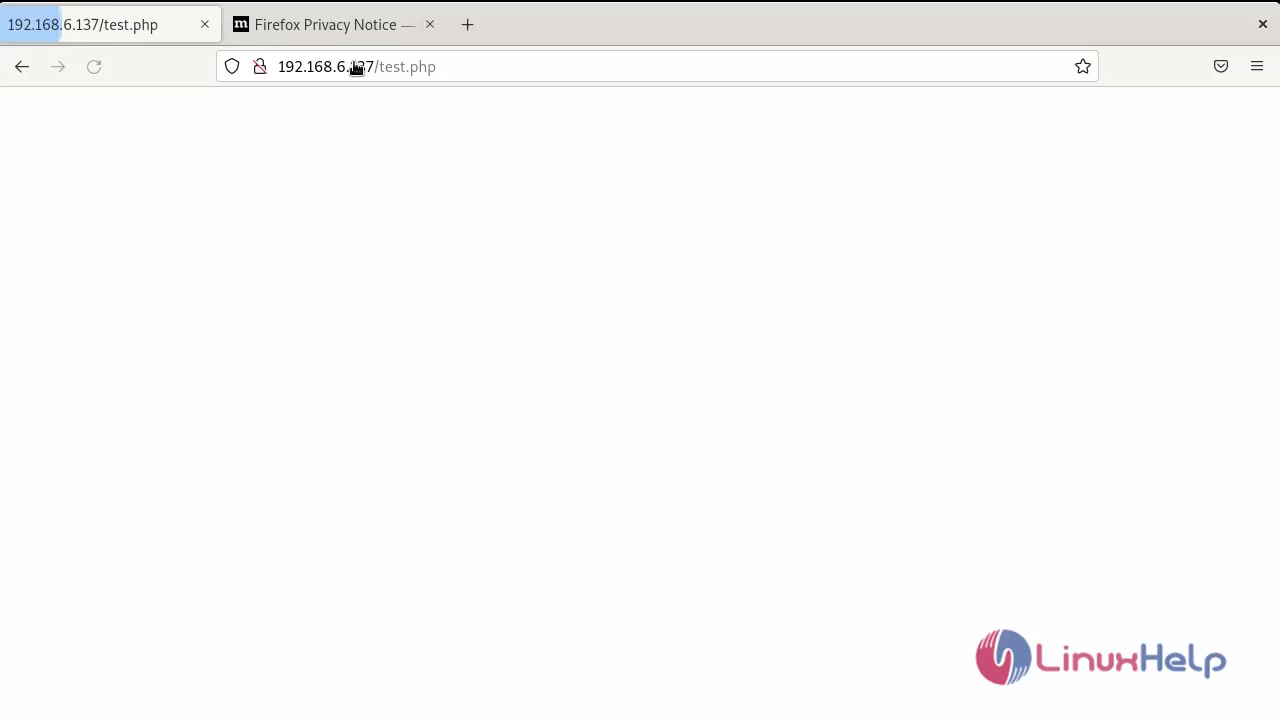 192.168.6.137/test.php
Firefox Privacy Notice —
192.168.6.137/test.php
LinuxHelp